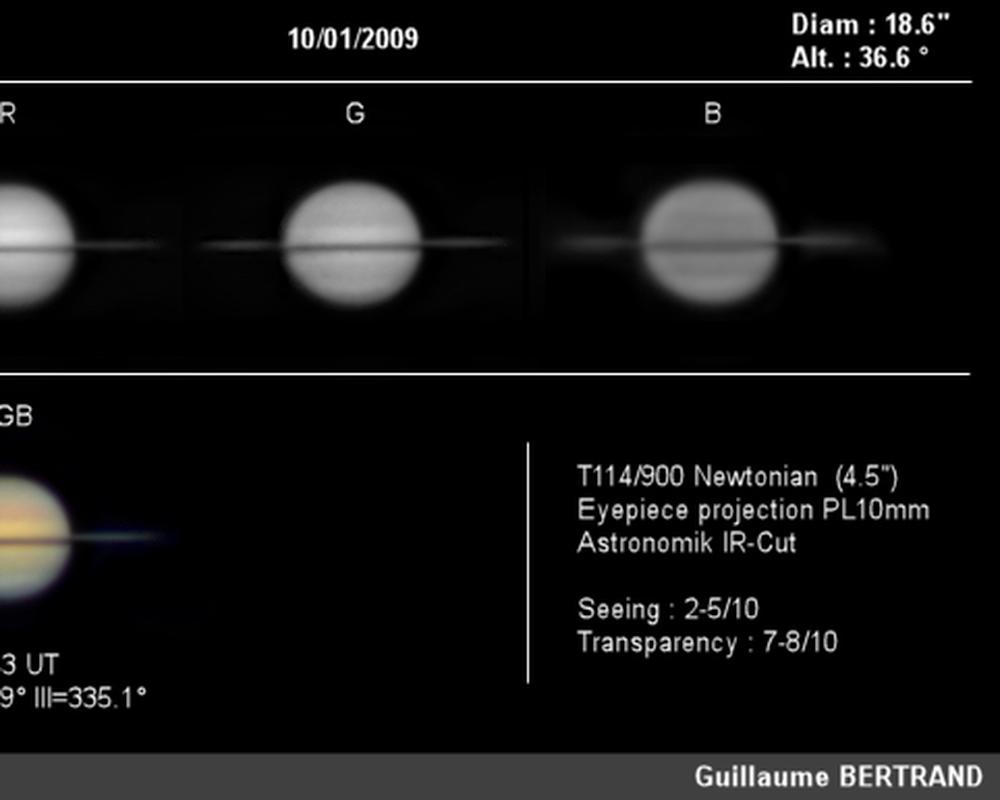 10/01/2009
Diam : 18.6"
Alt. : 36.6 °
R
G
B
GB
T114/900 Newtonian (4.5")
Eyepiece projection PL10mm
Astronomik IR-Cut
Seeing : 2-5/10
Transparency : 7-8/10
3 UT
9° III=335.1°
Guillaume BERTRAND